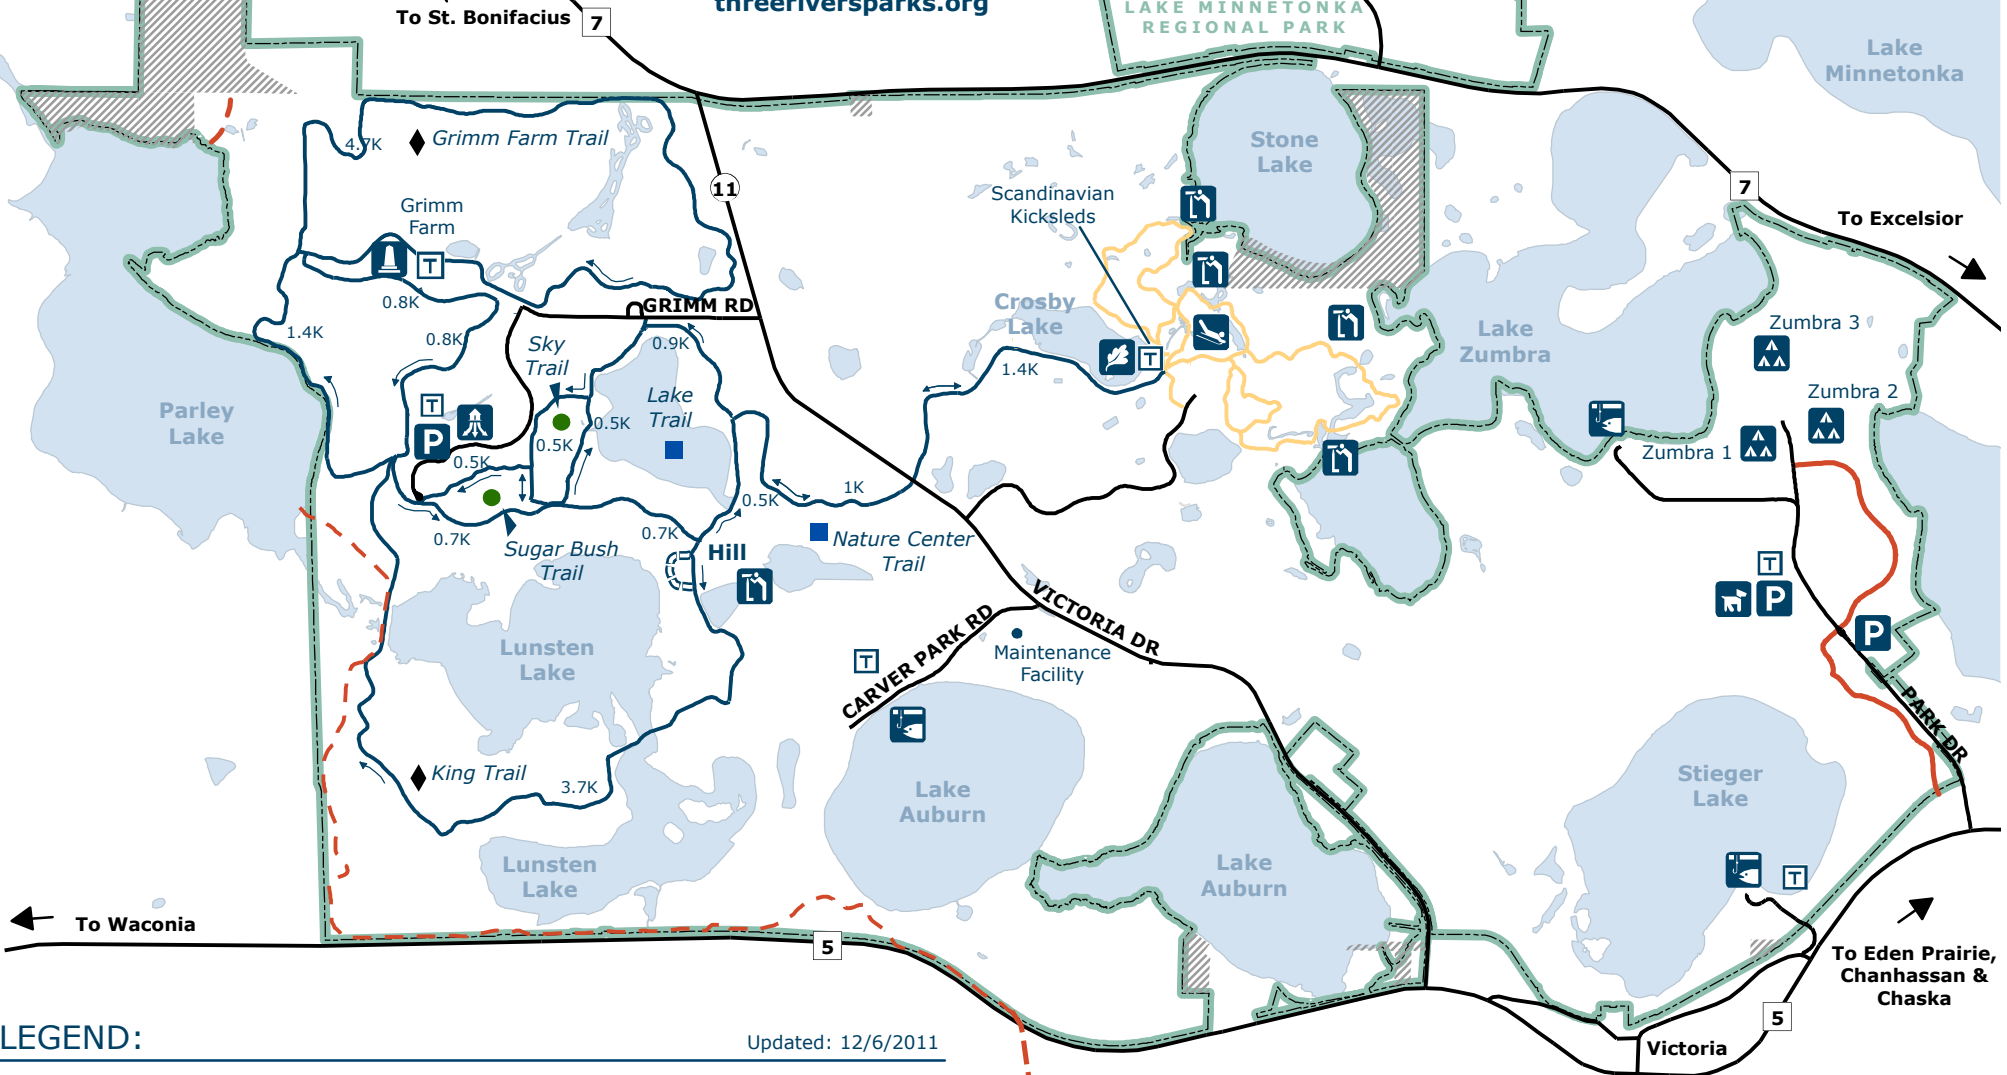 To St. Bonifacius
7
threeriversparks.org
LAKE MINNETONKA
REGIONAL PARK
Lake
Minnetonka
4.7K
Grimm Farm Trail
11
Stone
Lake
Scandinavian
Kicksleds
7
To Excelsior
Grimm
Farm
T
0.8K
GRIMM RD
Crosby
Lake
T
1.4K
0.8K
Sky
Trail
0.9K
1.4K
Lake
Zumbra
Zumbra 3
Zumbra 2
Zumbra 1
Parley
Lake
T
P
Lake
Trail
0.5K
0.5K
0.5K
0.5K
1K
0.7K
0.7K
Sugar Bush
Trail
Hill
Nature Center
Trail
T
P
P
VICTORIA DR
CARVER PARK RD
T
Maintenance
Facility
Lunsten
Lake
PARK DR
King Trail
3.7K
Lake
Auburn
Stieger
Lake
Lunsten
Lake
Lake
Auburn
T
To Waconia
5
To Eden Prairie,
Chanhassan &
Chaska
5
Victoria
LEGEND:
Updated: 12/6/2011